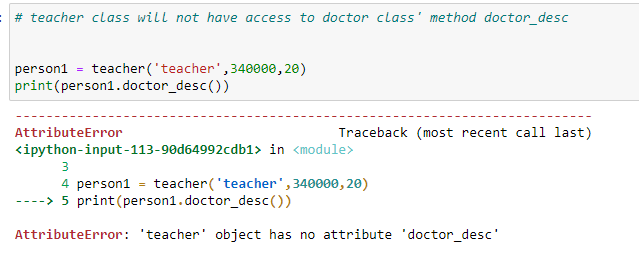 # teacher class will not have access to doctor class' method doctor_desc
person1 = teacher('teacher',340000,20)
print(person1.doctor_desc())
---------------------------------------------------------------------------
AttributeError                            Traceback (most recent call last)
<ipython-input-113-90d64992cdb1> in <module>
      3
      4 person1 = teacher('teacher',340000,20)
----> 5 print(person1.doctor_desc())
AttributeError: 'teacher' object has no attribute 'doctor_desc'